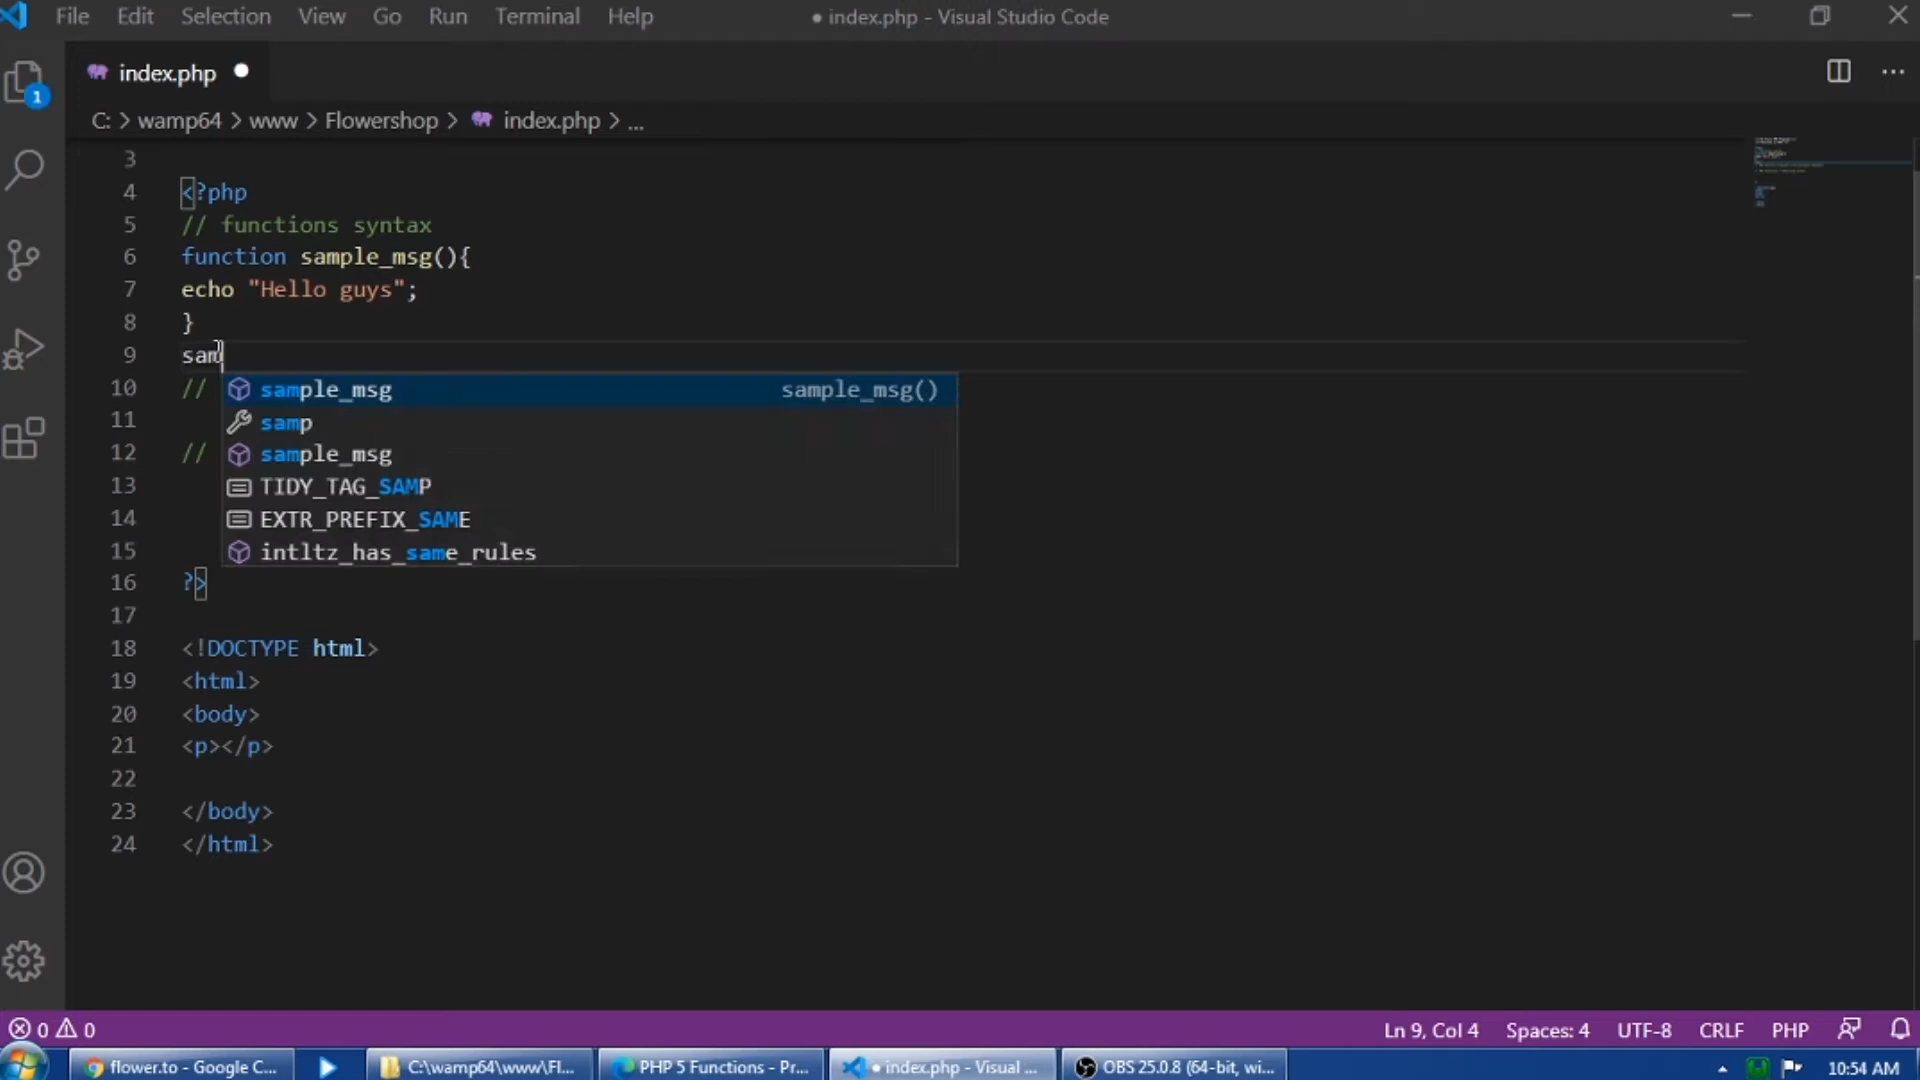 File Edit Selection View Go Run Terminal Help ● index.php - Visual Studio Code
index.php ●
1
C: > wamp64 > www > Flowershop > index.php > ...
3
4 <?php
5 // functions syntax
6 function sample_msg(){
7 echo "Hello guys";
8 }
9 sam
10 // sample_msg sample_msg()
11 samp
12 // sample_msg
13 TIDY_TAG_SAMP
14 EXTR_PREFIX_SAME
15 intltz_has_same_rules
16 ?>
17
18 <!DOCTYPE html>
19 <html>
20 <body>
21 <p></p>
22
23 </body>
24 </html>
0 0 Ln 9, Col 4 Spaces: 4 UTF-8 CRLF PHP
flower.to - Google C... C:\wamp64\www\Fl... PHP 5 Functions - Pr... ● index.php - Visual ... OBS 25.0.8 (64-bit, wi... 10:54 AM